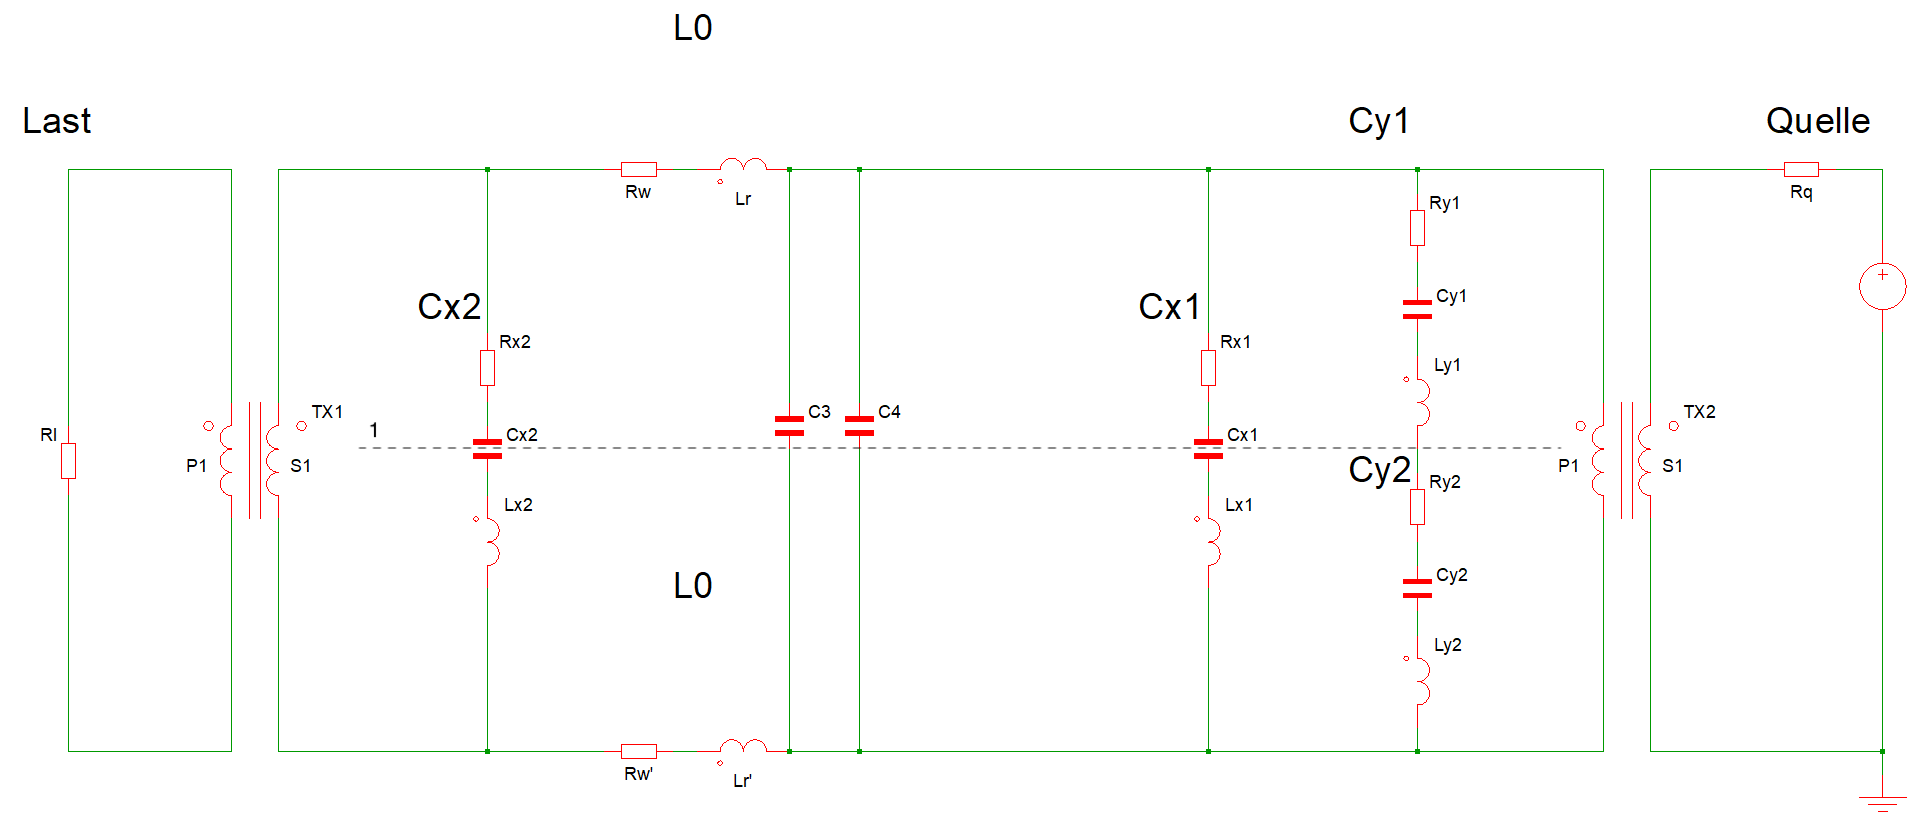 L0
Last
Cy1
Quelle
Rw
Lr
Ry1
Rq
Cx2
Cx1
Cy1
Rx2
Rx1
Ly1
Rl
TX1
1
Cx2
C3
C4
Cx1
TX2
P1
S1
Cy2
Ry2
P1
S1
Lx2
Lx1
L0
Cy2
Ly2
Rw'
Lr'